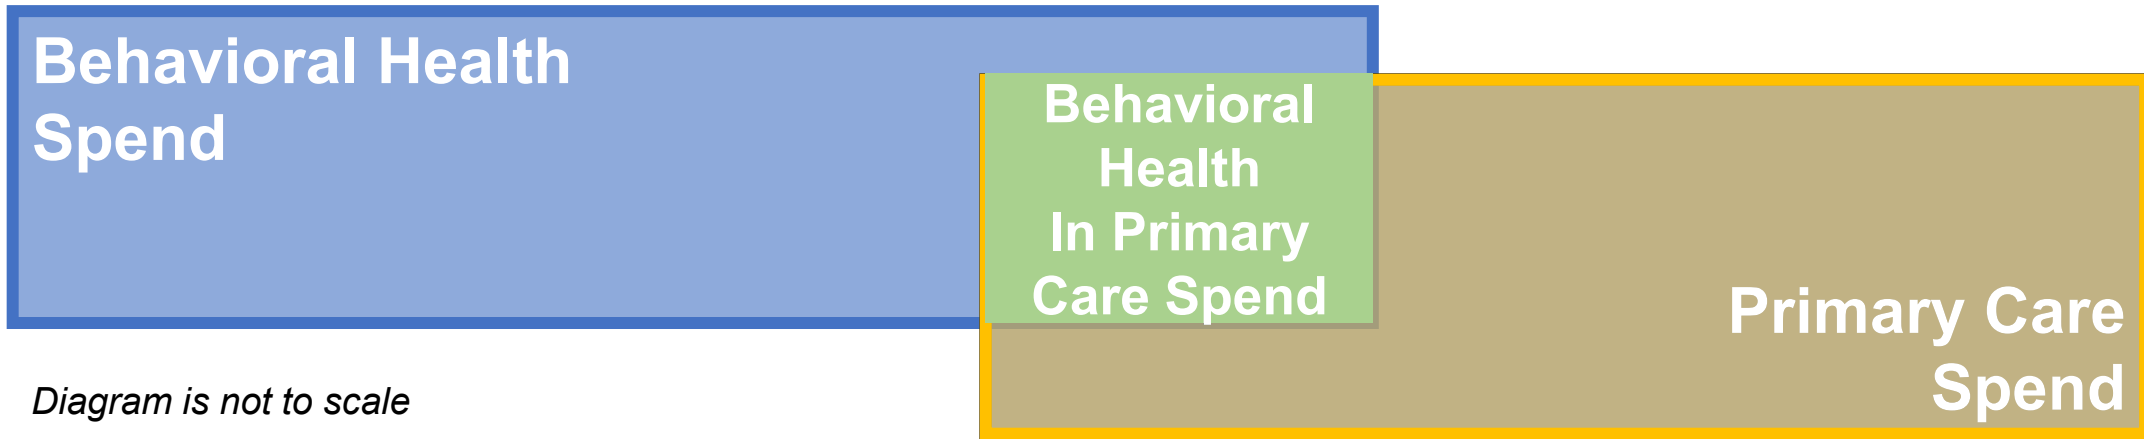 Behavioral Health
Spend
Behavioral
Health
In Primary
Care Spend
Primary Care
Spend
Diagram is not to scale